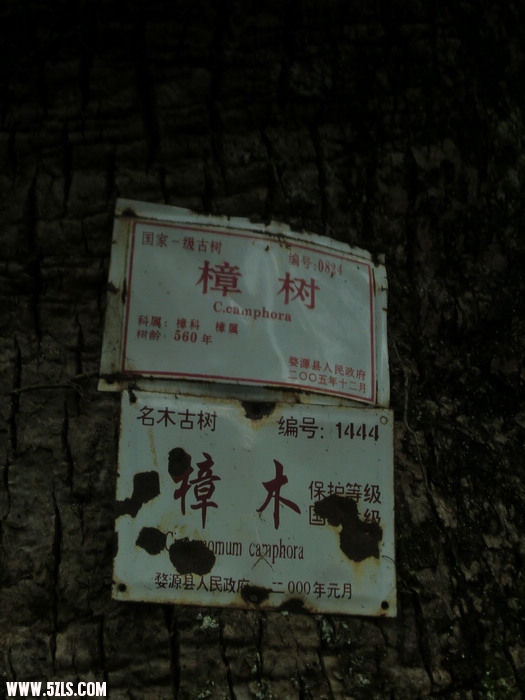 国家一级古树
编号:0824
樟树
C.camphora
科属: 樟科 樟属
树龄: 560年
婺源县人民政府
二〇〇五年十二月
名木古树 编号: 1444
樟木
保护等级
国 级
momum camphora
婺源县人民政府 二000年元月
WWW.5ZLS.COM